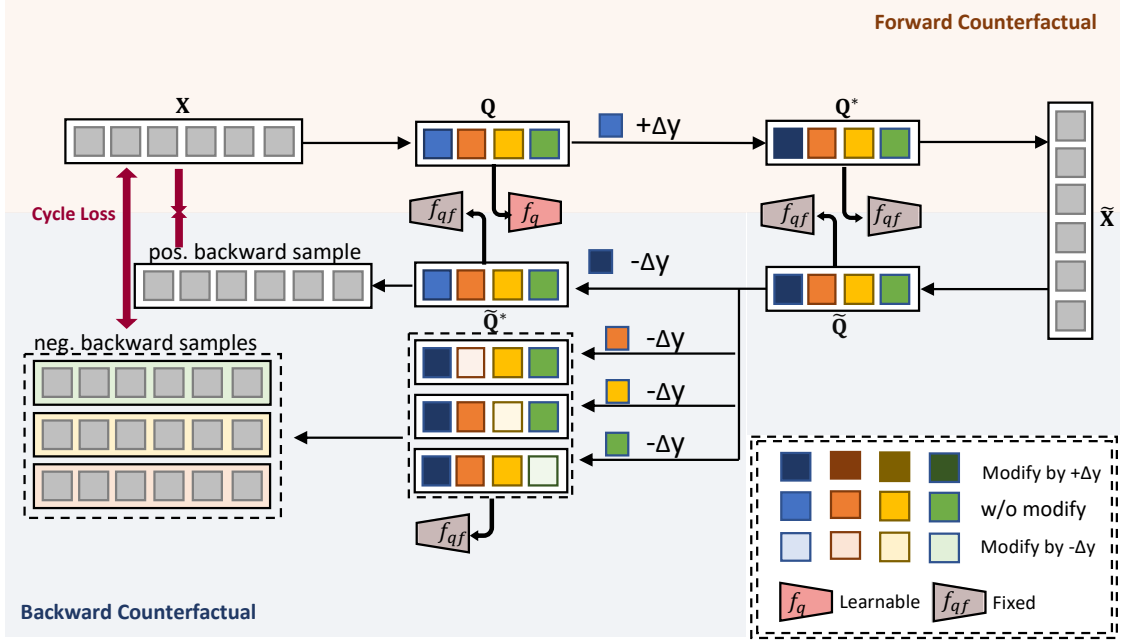 Forward Counterfactual
X
Q
+Δy
Q*
X̃
Cycle Loss
f_qf
f_q
f_qf
f_qf
pos. backward sample
-Δy
Q̃
Q̃*
neg. backward samples
-Δy
-Δy
-Δy
f_qf
Modify by +Δy
w/o modify
Modify by -Δy
f_q Learnable
f_qf Fixed
Backward Counterfactual